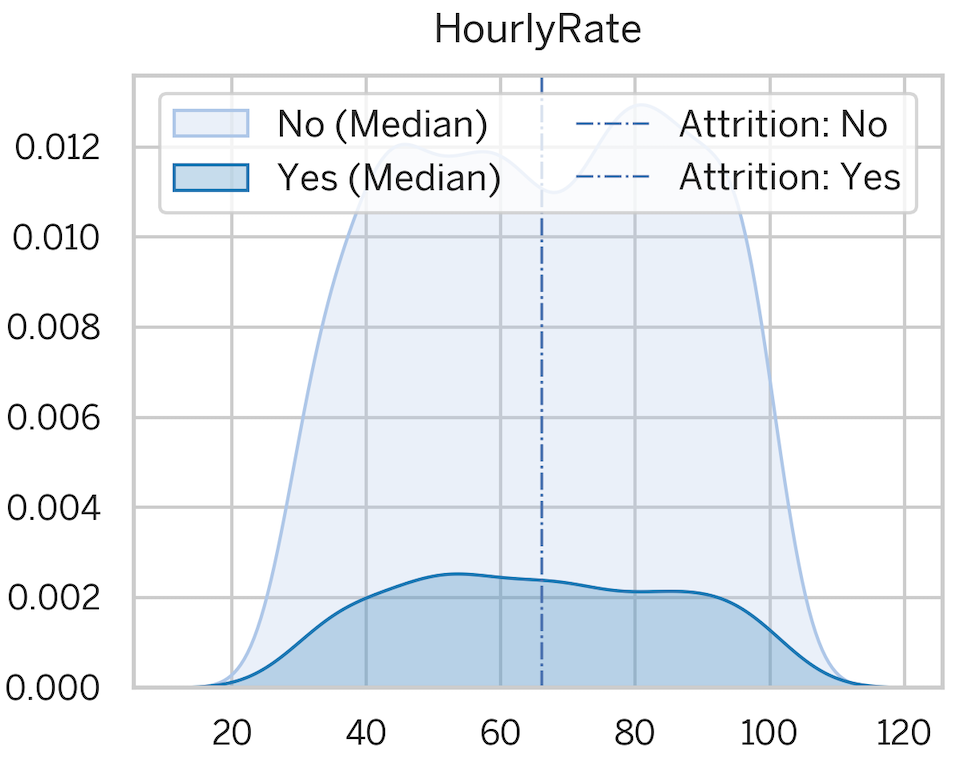 HourlyRate
No (Median) Attrition: No
Yes (Median) Attrition: Yes
0.012
0.010
0.008
0.006
0.004
0.002
0.000
20 40 60 80 100 120